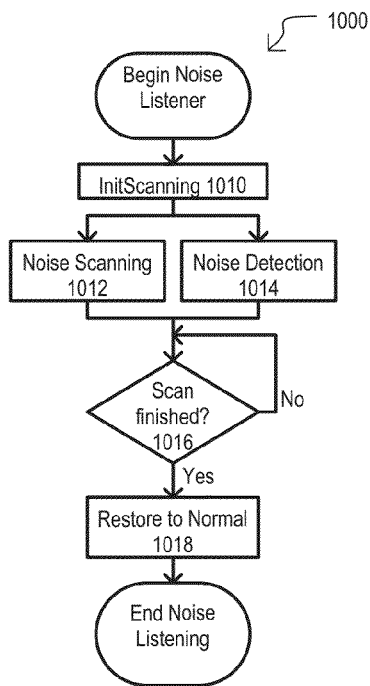 1000
Begin Noise
Listener
InitScanning 1010
Noise Scanning
1012
Noise Detection
1014
Scan
finished?
1016
No
Yes
Restore to Normal
1018
End Noise
Listening